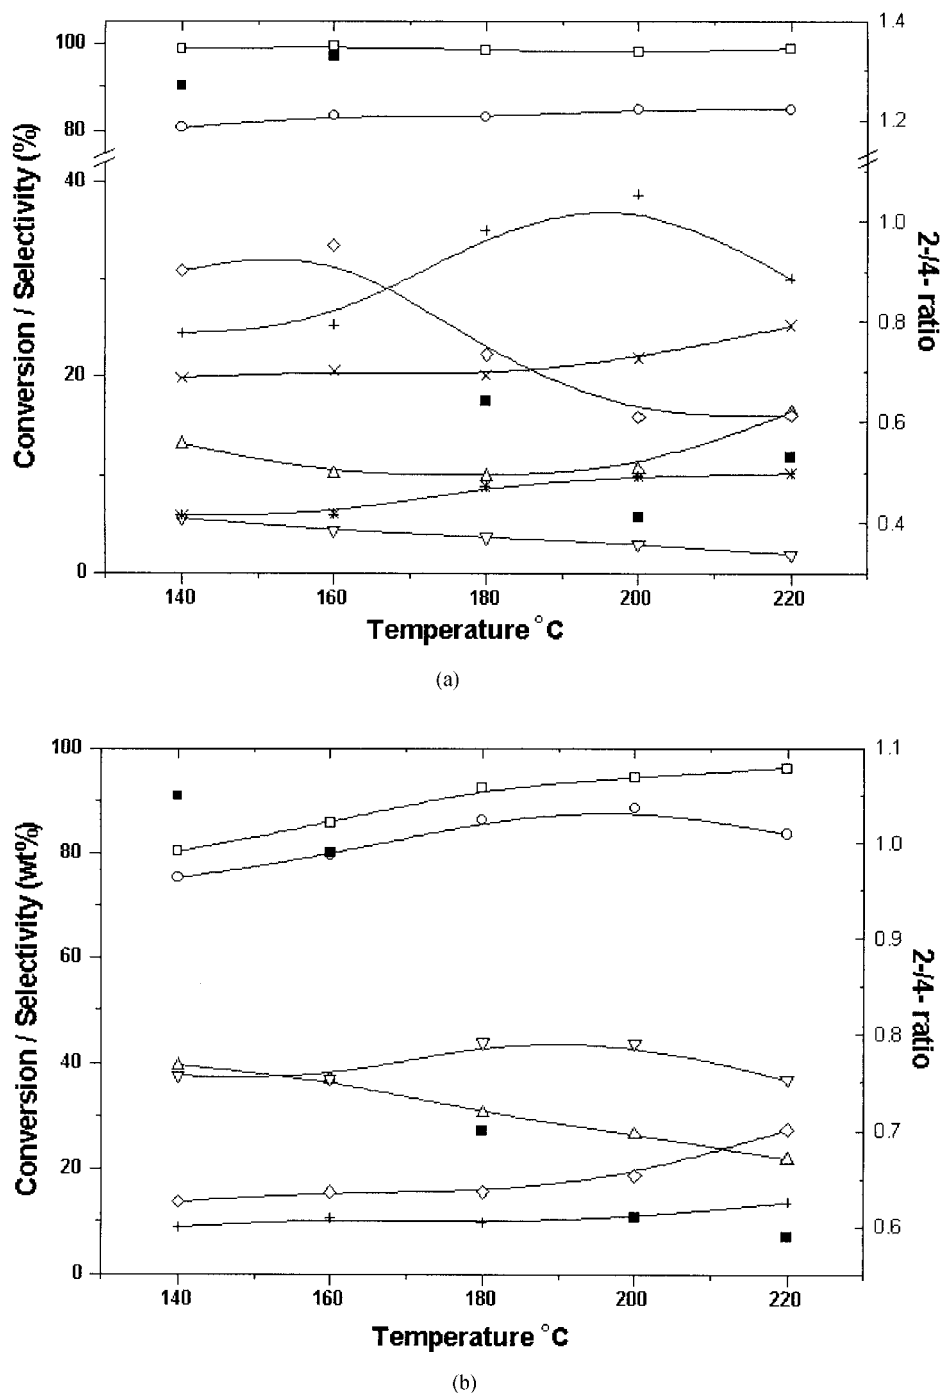 100
80
40
20
0
Conversion / Selectivity (%)
1.4
1.2
1.0
0.8
0.6
0.4
2-/4- ratio
140 160 180 200 220
Temperature °C
(a)
100
80
60
40
20
0
Conversion / Selectivity (wt%)
1.1
1.0
0.9
0.8
0.7
0.6
2-/4- ratio
140 160 180 200 220
Temperature °C
(b)